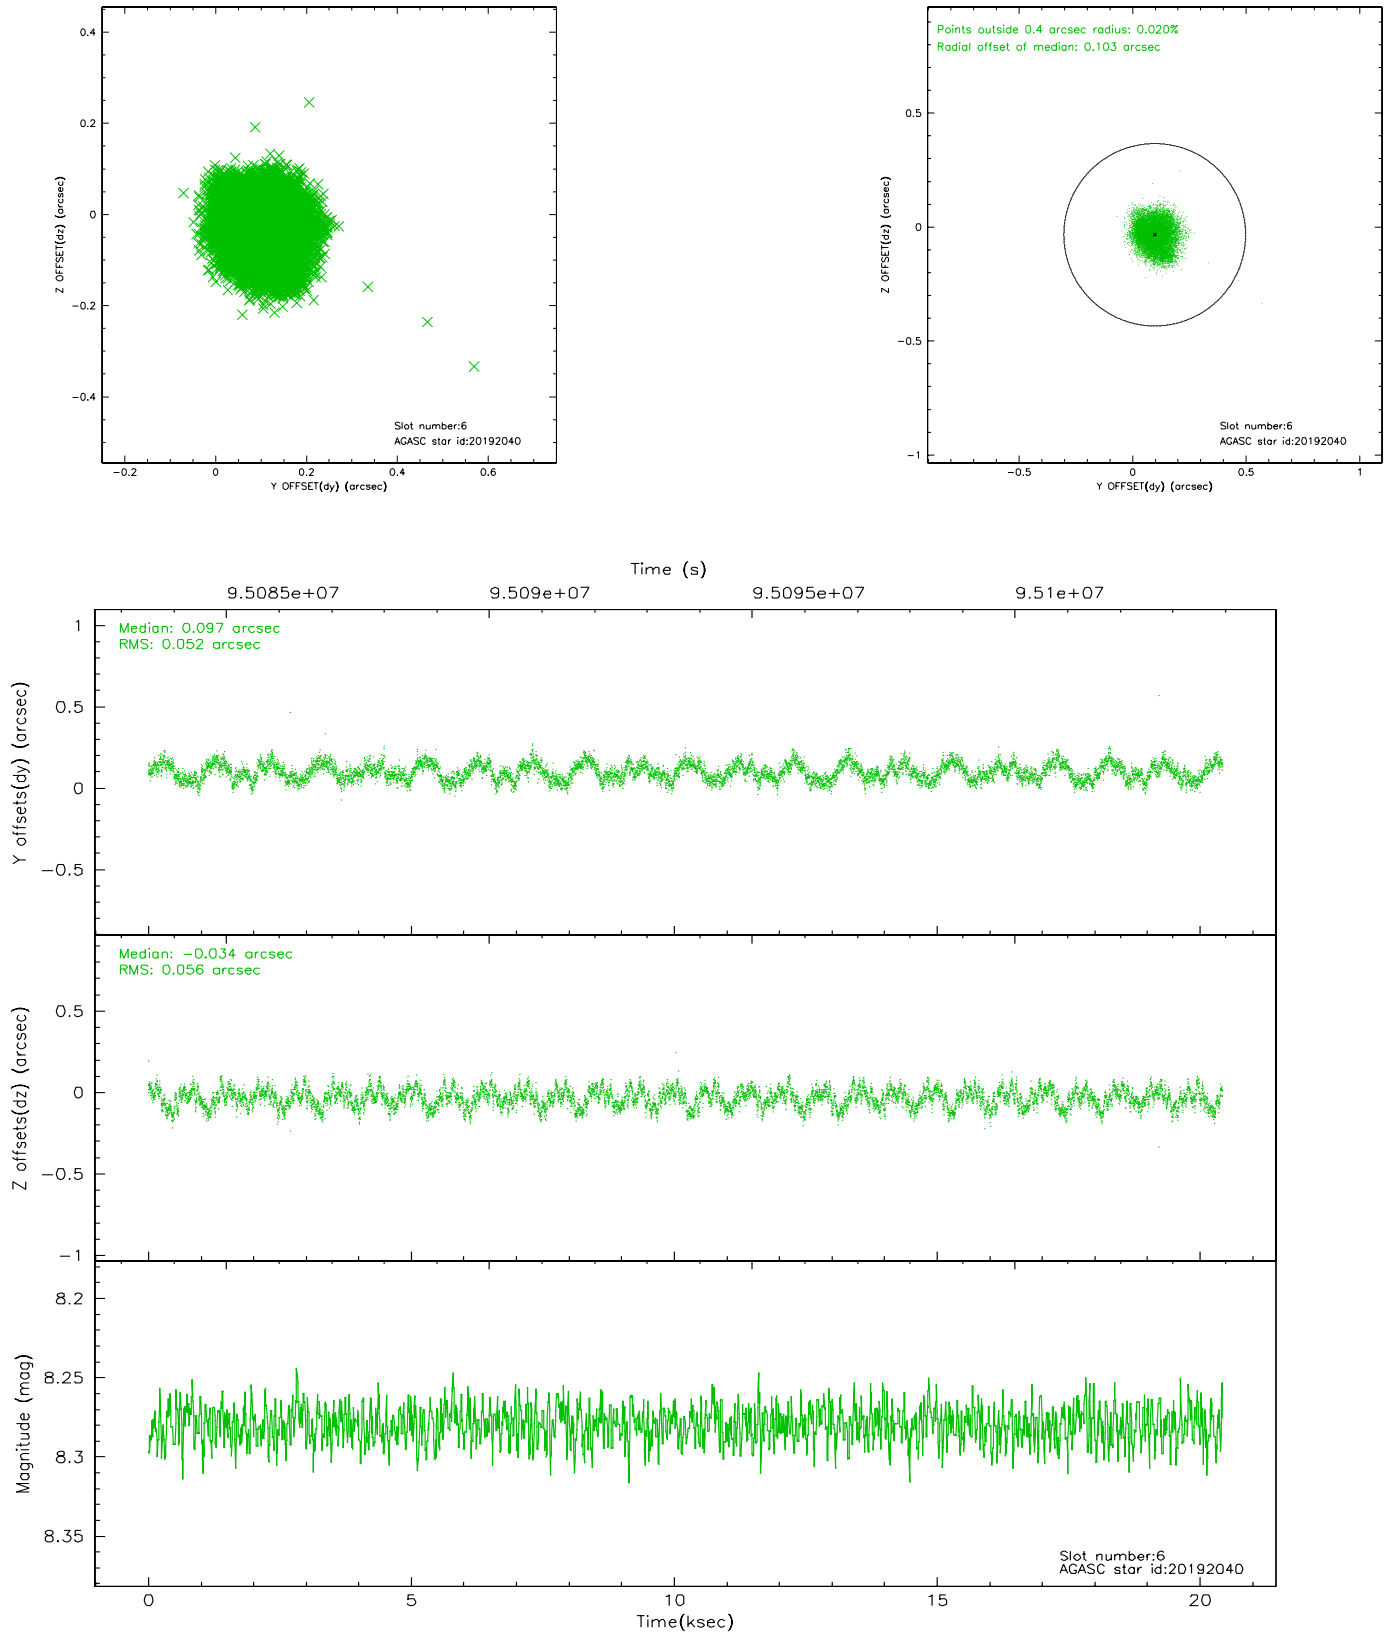 0.4
0.2
0
−0.2
−0.4
Z OFFSET(dz) (arcsec)
−0.2 0 0.2 0.4 0.6
Y OFFSET(dy) (arcsec)
Slot number:6
AGASC star id:20192040
Points outside 0.4 arcsec radius: 0.020%
Radial offset of median: 0.103 arcsec
0.5
0
−0.5
−1
Z OFFSET(dz) (arcsec)
−0.5 0 0.5 1
Y OFFSET(dy) (arcsec)
Slot number:6
AGASC star id:20192040
Time (s)
9.5085e+07 9.509e+07 9.5095e+07 9.51e+07
Median: 0.097 arcsec
RMS: 0.052 arcsec
1
0.5
0
−0.5
Y offsets(dy) (arcsec)
Median: −0.034 arcsec
RMS: 0.056 arcsec
0.5
0
−0.5
−1
Z offsets(dz) (arcsec)
8.2
8.25
8.3
8.35
Magnitude (mag)
Slot number:6
AGASC star id:20192040
0 5 10 15 20
Time(ksec)